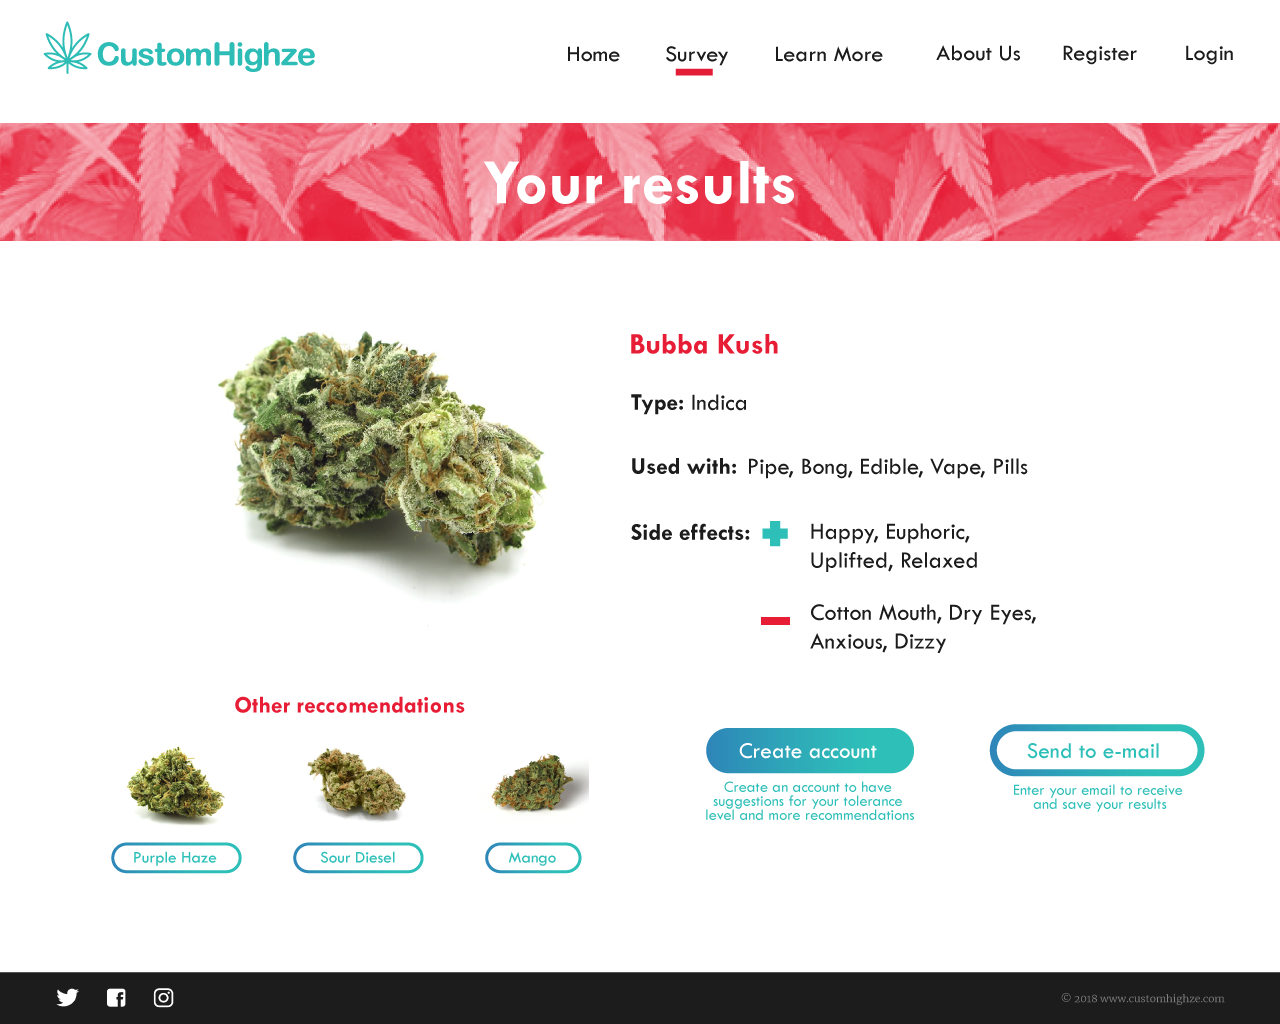 CustomHighze
Home Survey Learn More About Us Register Login
Your results
Bubba Kush
Type: Indica
Used with: Pipe, Bong, Edible, Vape, Pills
Side effects: Happy, Euphoric,
Uplifted, Relaxed
Cotton Mouth, Dry Eyes,
Anxious, Dizzy
Other reccomendations
Purple Haze
Sour Diesel
Mango
Create account
Create an account to have
suggestions for your tolerance
level and more recommendations
Send to e-mail
Enter your email to receive
and save your results
© 2018 www.customhighze.com